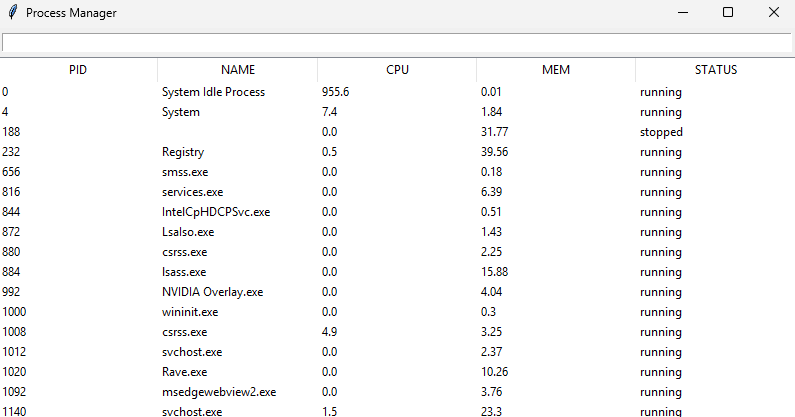 Process Manager
PID NAME CPU MEM STATUS
0 System Idle Process 955.6 0.01 running
4 System 7.4 1.84 running
188 0.0 31.77 stopped
232 Registry 0.5 39.56 running
656 smss.exe 0.0 0.18 running
816 services.exe 0.0 6.39 running
844 IntelCpHDCPSvc.exe 0.0 0.51 running
872 LsaIso.exe 0.0 1.43 running
880 csrss.exe 0.0 2.25 running
884 lsass.exe 0.0 15.88 running
992 NVIDIA Overlay.exe 0.0 4.04 running
1000 wininit.exe 0.0 0.3 running
1008 csrss.exe 4.9 3.25 running
1012 svchost.exe 0.0 2.37 running
1020 Rave.exe 0.0 10.26 running
1092 msedgewebview2.exe 0.0 3.76 running
1140 svchost.exe 1.5 23.3 running